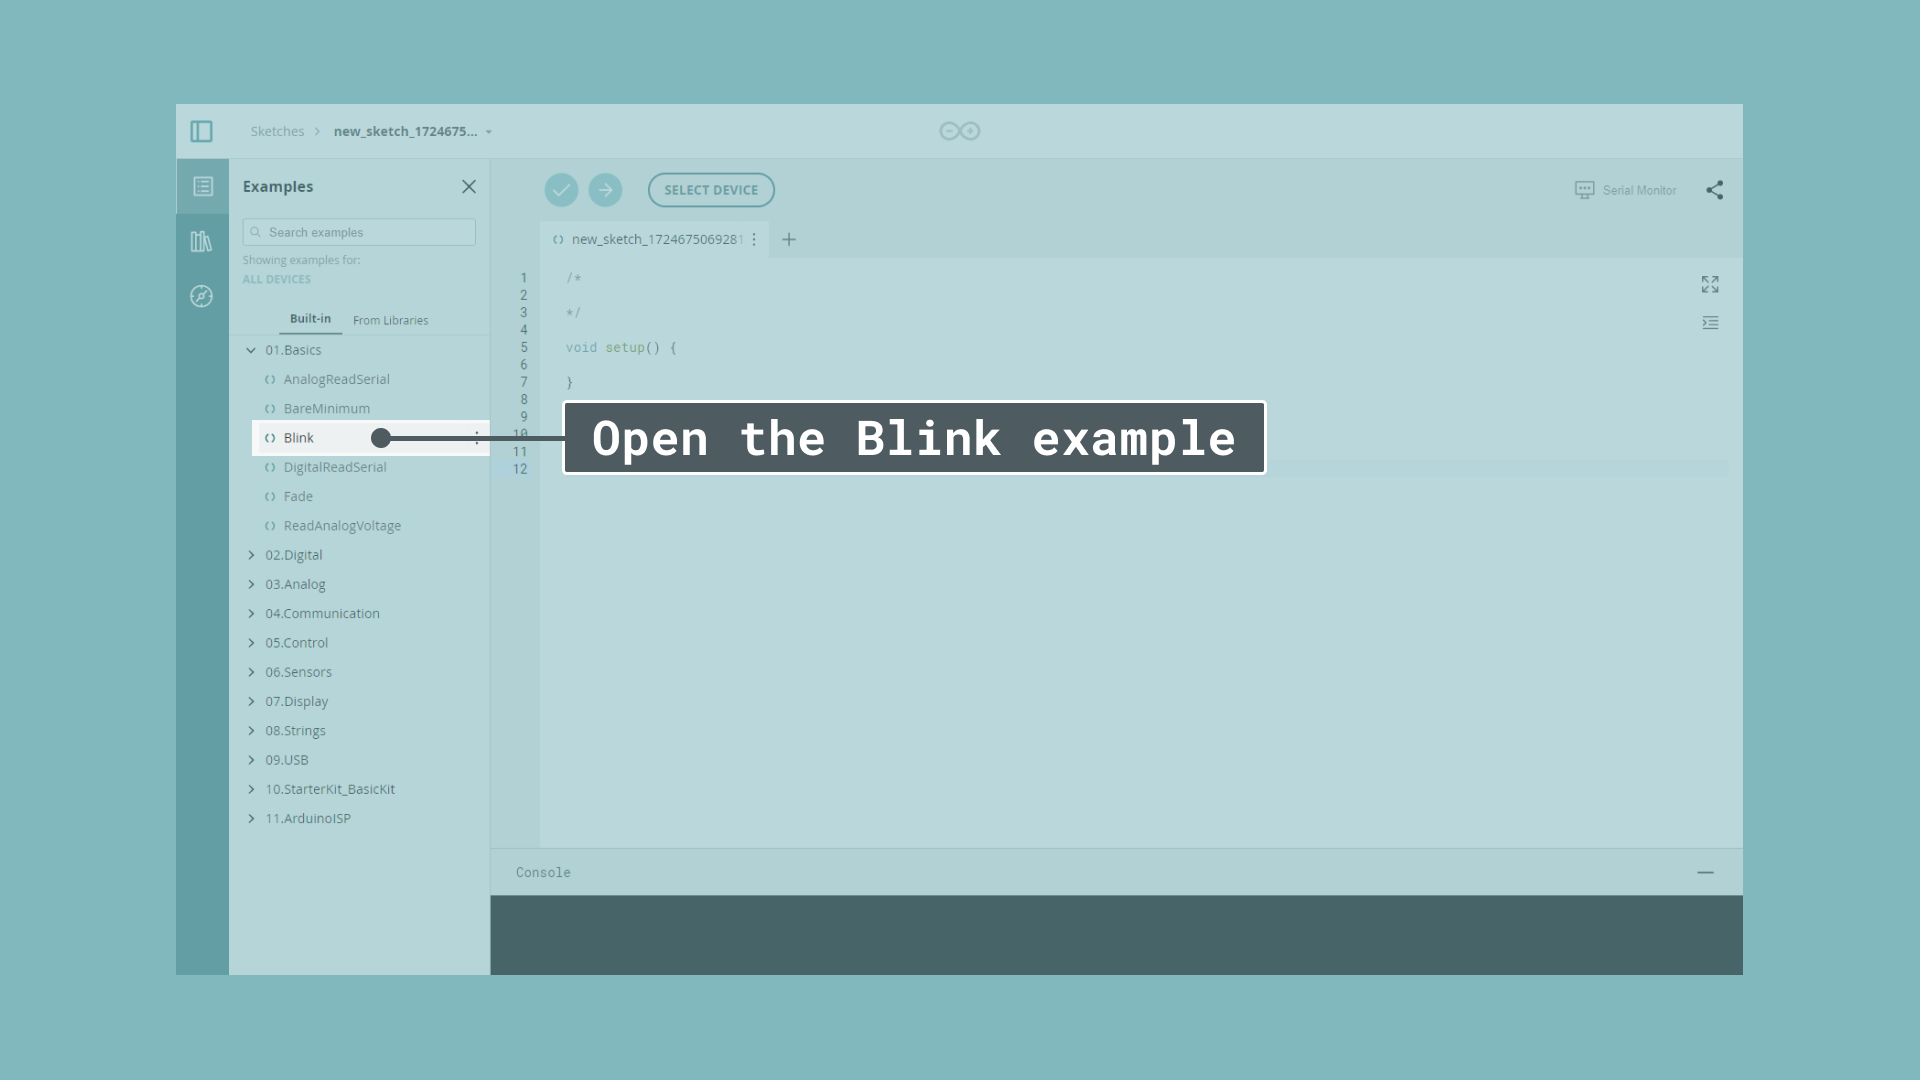 Sketches > new_sketch_1724675...
Examples
Search examples
Showing examples for:
ALL DEVICES
Built-in From Libraries
01.Basics
AnalogReadSerial
BareMinimum
Blink
DigitalReadSerial
Fade
ReadAnalogVoltage
02.Digital
03.Analog
04.Communication
05.Control
06.Sensors
07.Display
08.Strings
09.USB
10.StarterKit_BasicKit
11.ArduinoISP
SELECT DEVICE
Serial Monitor
new_sketch_1724675069281
1 /*
2
3 */
4
5 void setup() {
6
7 }
8
9
10
11
12
Open the Blink example
Console